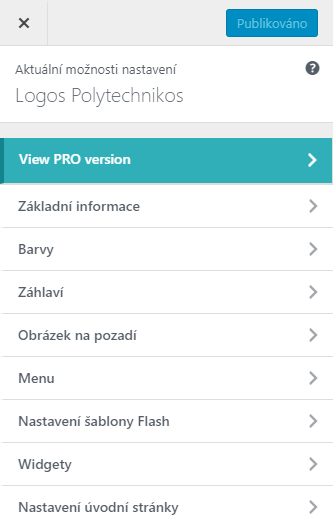 Publikováno
Aktuální možnosti nastavení
Logos Polytechnikos
View PRO version
Základní informace
Barvy
Záhlaví
Obrázek na pozadí
Menu
Nastavení šablony Flash
Widgety
Nastavení úvodní stránky